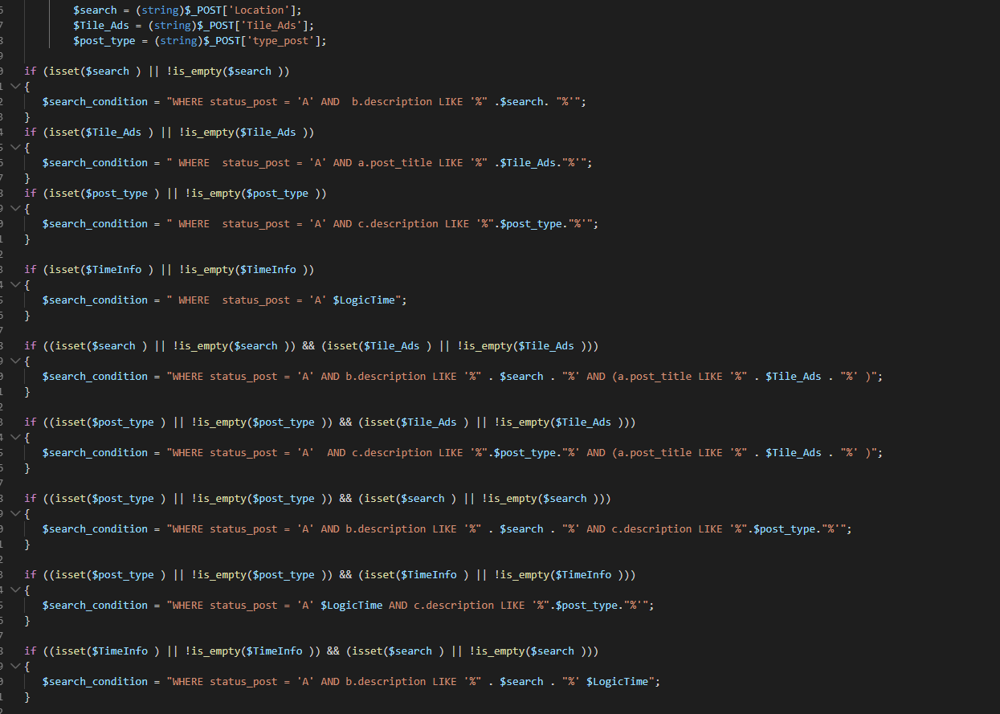 $search = (string)$_POST['Location'];
$Tile_Ads = (string)$_POST['Tile_Ads'];
$post_type = (string)$_POST['type_post'];
if (isset($search ) || !is_empty($search ))
{
$search_condition = "WHERE status_post = 'A' AND  b.description LIKE '%" .$search. "%'";
}
if (isset($Tile_Ads ) || !is_empty($Tile_Ads ))
{
$search_condition = " WHERE  status_post = 'A' AND a.post_title LIKE '%" .$Tile_Ads."%'";
}
if (isset($post_type ) || !is_empty($post_type ))
{
$search_condition = " WHERE  status_post = 'A' AND c.description LIKE '%".$post_type."%'";
}
if (isset($TimeInfo ) || !is_empty($TimeInfo ))
{
$search_condition = " WHERE  status_post = 'A' $LogicTime";
}
if ((isset($search ) || !is_empty($search )) && (isset($Tile_Ads ) || !is_empty($Tile_Ads )))
{
$search_condition = "WHERE status_post = 'A' AND b.description LIKE '%" . $search . "%' AND (a.post_title LIKE '%" . $Tile_Ads . "%' )";
}
if ((isset($post_type ) || !is_empty($post_type )) && (isset($Tile_Ads ) || !is_empty($Tile_Ads )))
{
$search_condition = "WHERE status_post = 'A'  AND c.description LIKE '%".$post_type."%' AND (a.post_title LIKE '%" . $Tile_Ads . "%' )";
}
if ((isset($post_type ) || !is_empty($post_type )) && (isset($search ) || !is_empty($search )))
{
$search_condition = "WHERE status_post = 'A' AND b.description LIKE '%" . $search . "%' AND c.description LIKE '%".$post_type."%'";
}
if ((isset($post_type ) || !is_empty($post_type )) && (isset($TimeInfo ) || !is_empty($TimeInfo )))
{
$search_condition = "WHERE status_post = 'A' $LogicTime AND c.description LIKE '%".$post_type."%'";
}
if ((isset($TimeInfo ) || !is_empty($TimeInfo )) && (isset($search ) || !is_empty($search )))
{
$search_condition = "WHERE status_post = 'A' AND b.description LIKE '%" . $search . "%' $LogicTime";
}